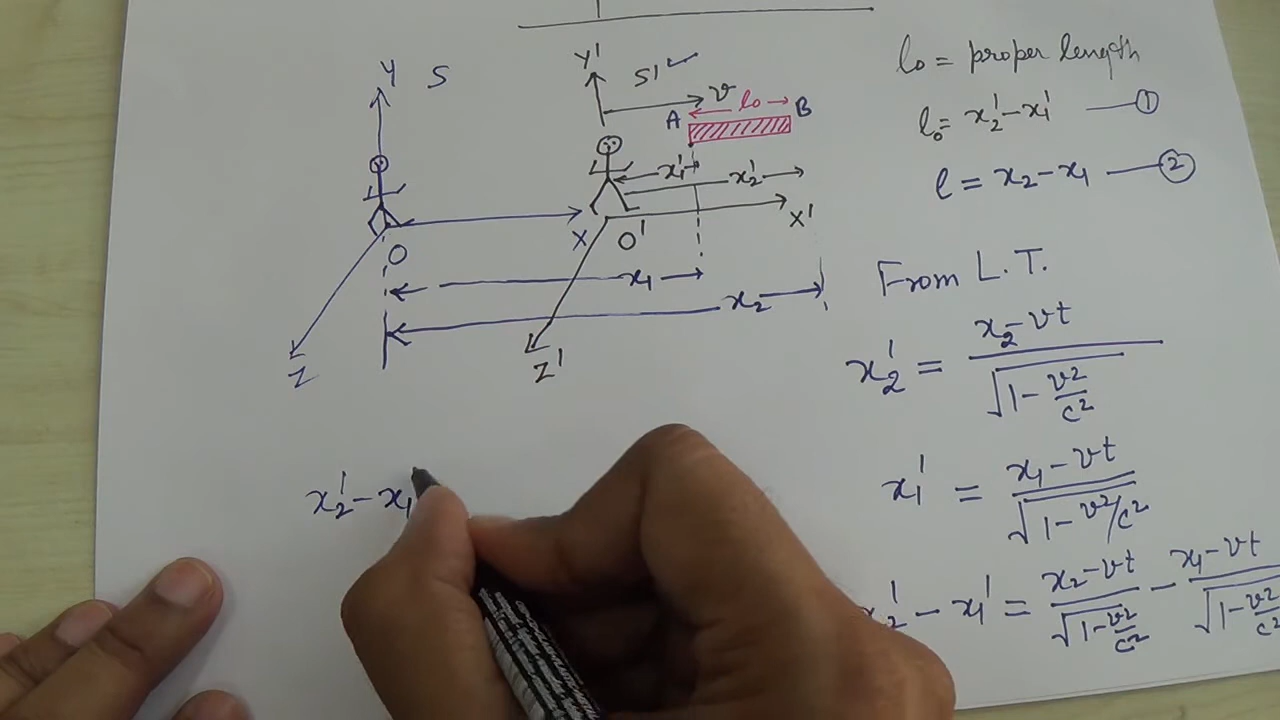 Y S
Y' S' v
A l₀ B
x₁' x₂'
X O' X'
O
x₁
x₂
Z Z'
l₀ = proper length
l₀ = x₂' - x₁' —— ①
l = x₂ - x₁ —— ②
From L.T.
x₂' = (x₂ - vt) / √(1 - v²/c²)
x₁' = (x₁ - vt) / √(1 - v²/c²)
x₂' - x₁' = (x₂ - vt) / √(1 - v²/c²) - (x₁ - vt) / √(1 - v²/c²)
x₂' - x₁